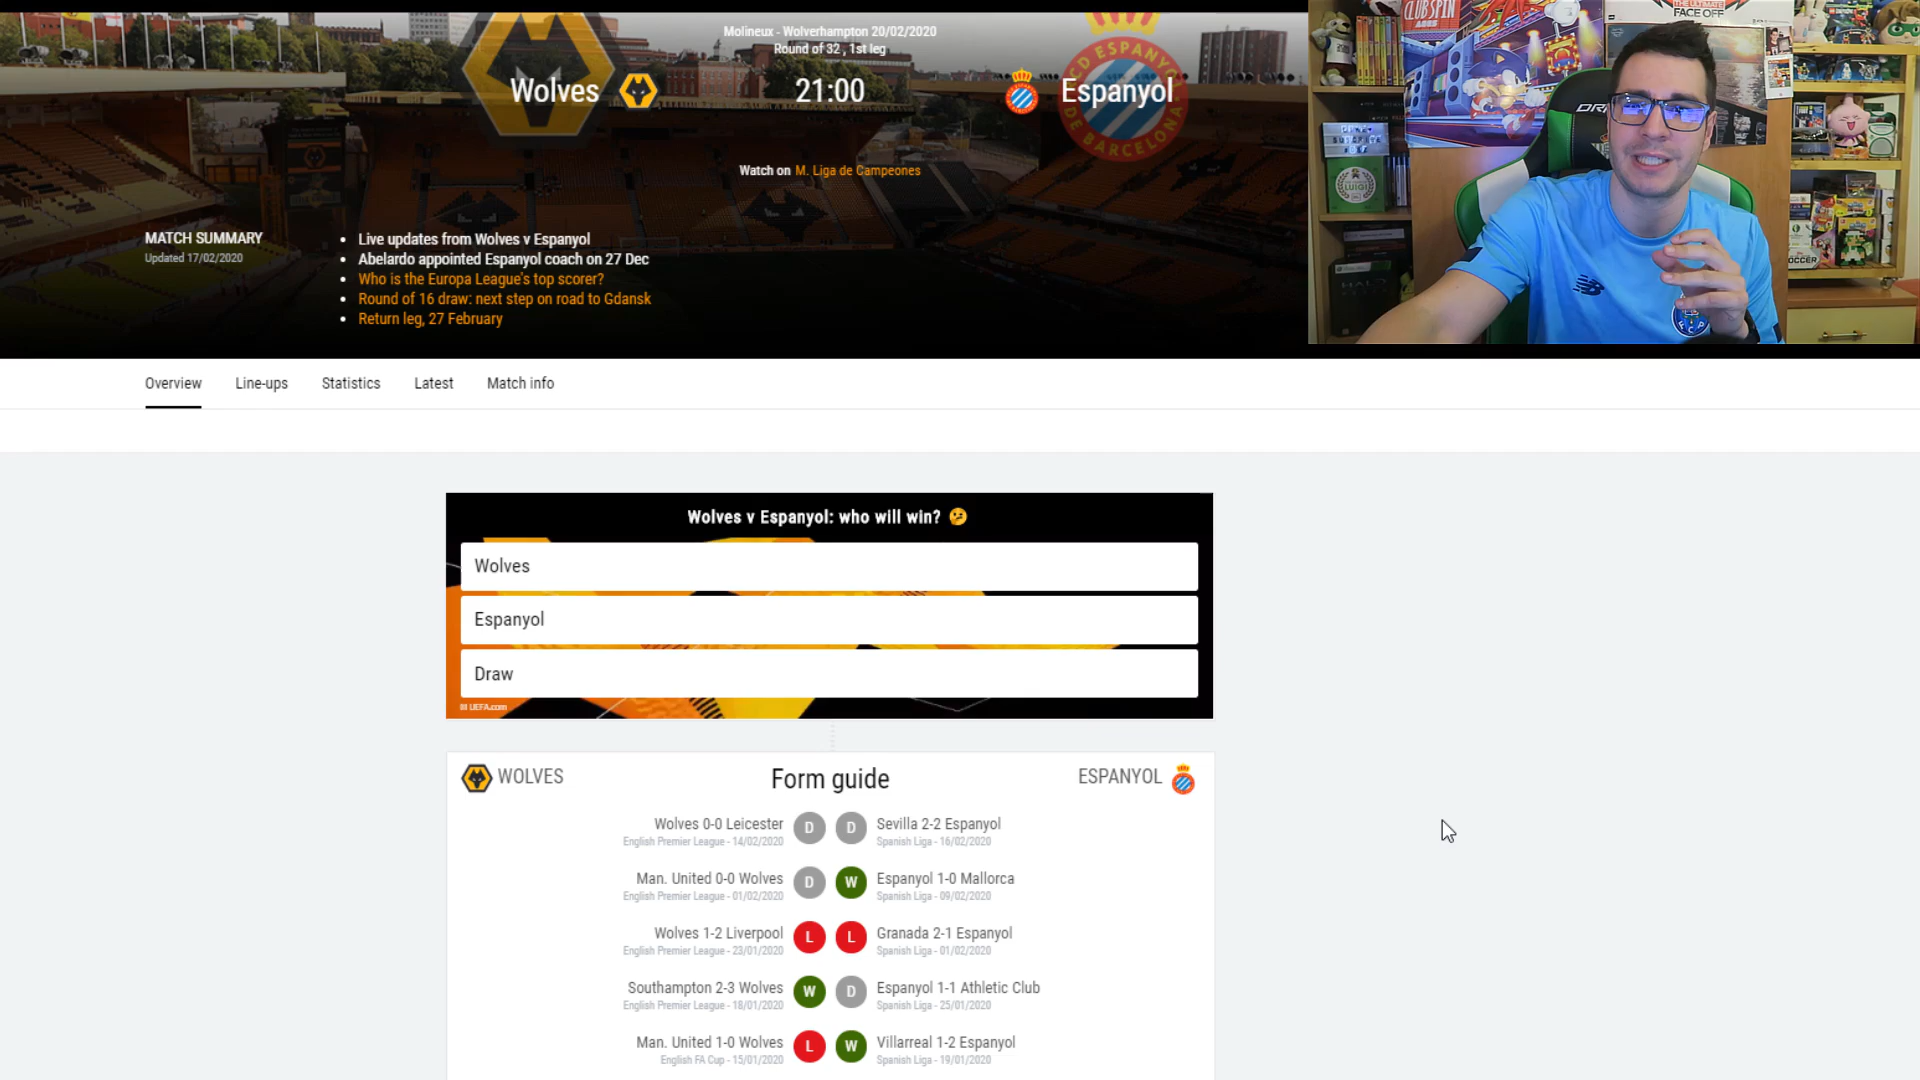 Molineux - Wolverhampton 20/02/2020
Round of 32 , 1st leg
Wolves
21:00
Espanyol
Watch on M. Liga de Campeones
MATCH SUMMARY
Updated 17/02/2020
Live updates from Wolves v Espanyol
Abelardo appointed Espanyol coach on 27 Dec
Who is the Europa League's top scorer?
Round of 16 draw: next step on road to Gdansk
Return leg, 27 February
CLUB SPIN
THE ULTIMATE
FACE OFF
LUIGI
SOCCER
Overview
Line-ups
Statistics
Latest
Match info
Wolves v Espanyol: who will win?
Wolves
Espanyol
Draw
UEFA.com
WOLVES
Form guide
ESPANYOL
Wolves 0-0 Leicester D D Sevilla 2-2 Espanyol
English Premier League - 14/02/2020 Spanish Liga - 16/02/2020
Man. United 0-0 Wolves D W Espanyol 1-0 Mallorca
English Premier League - 01/02/2020 Spanish Liga - 09/02/2020
Wolves 1-2 Liverpool L L Granada 2-1 Espanyol
English Premier League - 23/01/2020 Spanish Liga - 01/02/2020
Southampton 2-3 Wolves W D Espanyol 1-1 Athletic Club
English Premier League - 18/01/2020 Spanish Liga - 25/01/2020
Man. United 1-0 Wolves L W Villarreal 1-2 Espanyol
English FA Cup - 15/01/2020 Spanish Liga - 19/01/2020